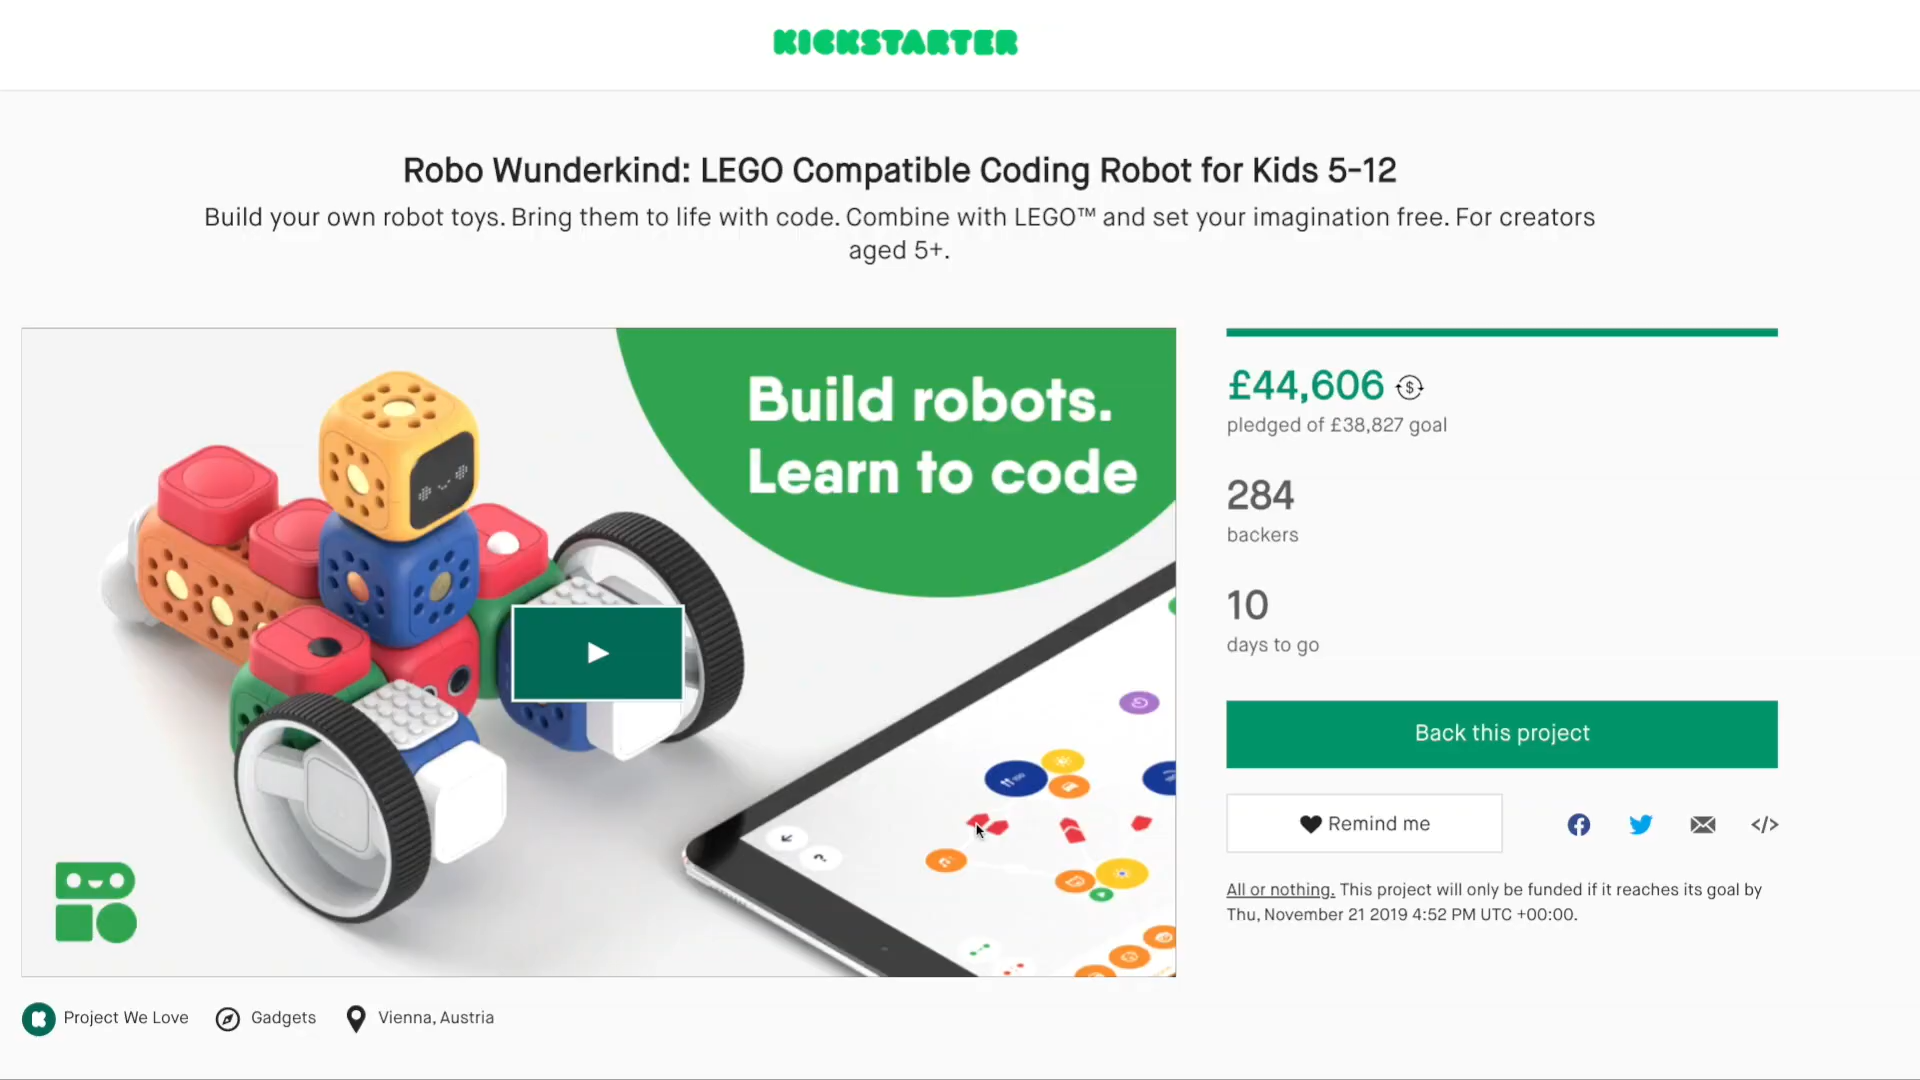 KICKSTARTER
Robo Wunderkind: LEGO Compatible Coding Robot for Kids 5-12
Build your own robot toys. Bring them to life with code. Combine with LEGO™ and set your imagination free. For creators
aged 5+.
Build robots.
Learn to code
£44,606
pledged of £38,827 goal
284
backers
10
days to go
Back this project
Remind me
All or nothing. This project will only be funded if it reaches its goal by
Thu, November 21 2019 4:52 PM UTC +00:00.
Project We Love
Gadgets
Vienna, Austria